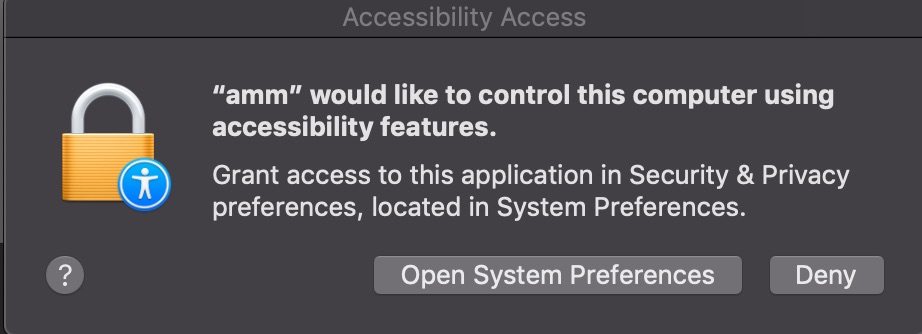 Accessibility Access
“amm” would like to control this computer using
accessibility features.
Grant access to this application in Security & Privacy
preferences, located in System Preferences.
?
Open System Preferences
Deny